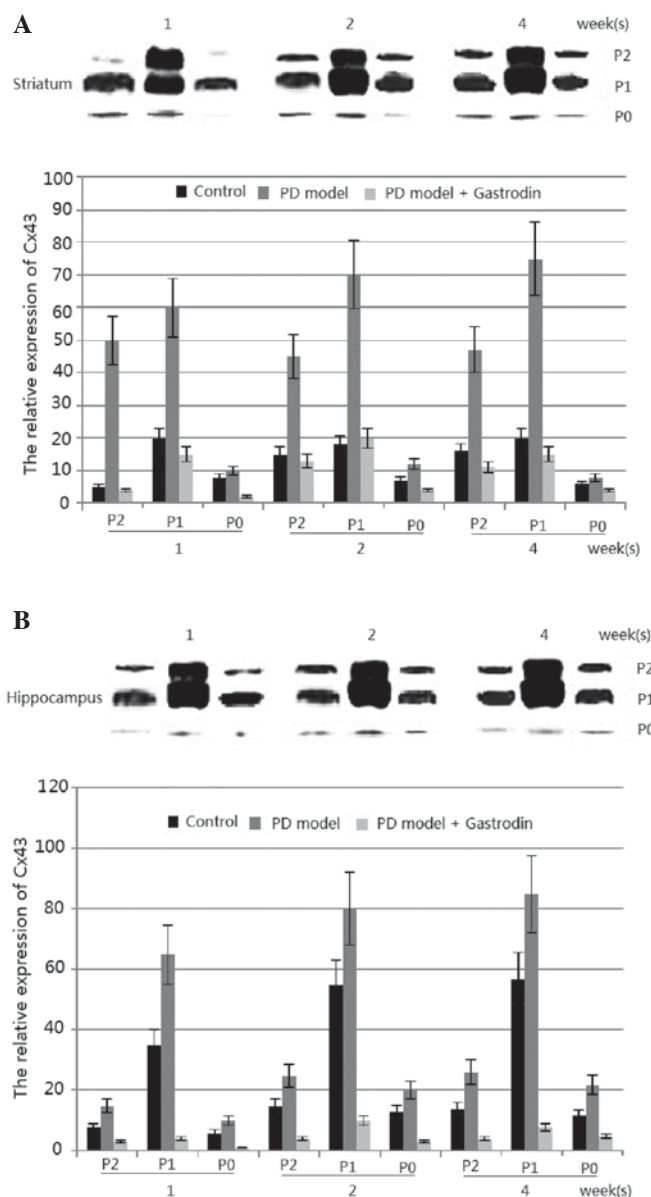 A
1 2 4 week(s)
P2
Striatum P1
P0
100
Control PD model PD model + Gastrodin
90
80
70
60
50
40
30
20
10
0
The relative expression of Cx43
P2 P1 P0 P2 P1 P0 P2 P1 P0
1 2 4 week(s)
B
1 2 4 week(s)
P2
Hippocampus P1
P0
120
Control PD model PD model + Gastrodin
100
80
60
40
20
0
The relative expression of Cx43
P2 P1 P0 P2 P1 P0 P2 P1 P0
1 2 4 week(s)